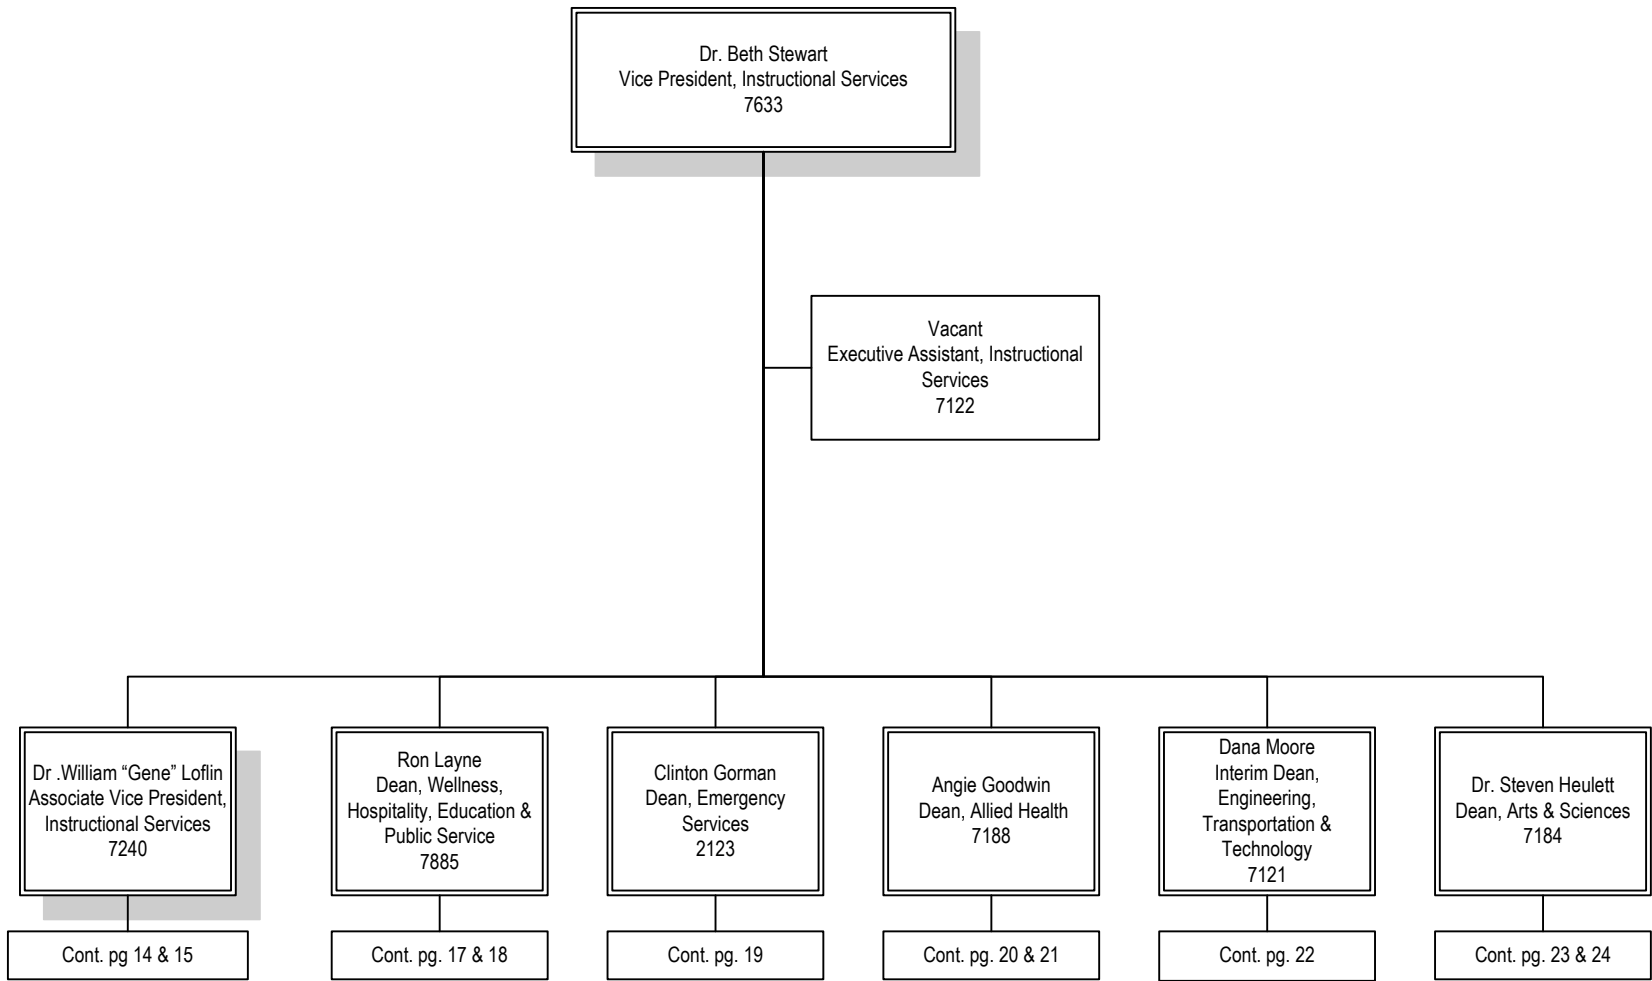 Dr. Beth Stewart
Vice President, Instructional Services
7633
Vacant
Executive Assistant, Instructional
Services
7122
Dr .William “Gene” Loflin
Associate Vice President,
Instructional Services
7240
Ron Layne
Dean, Wellness,
Hospitality, Education &
Public Service
7885
Clinton Gorman
Dean, Emergency
Services
2123
Angie Goodwin
Dean, Allied Health
7188
Dana Moore
Interim Dean,
Engineering,
Transportation &
Technology
7121
Dr. Steven Heulett
Dean, Arts & Sciences
7184
Cont. pg 14 & 15
Cont. pg. 17 & 18
Cont. pg. 19
Cont. pg. 20 & 21
Cont. pg. 22
Cont. pg. 23 & 24